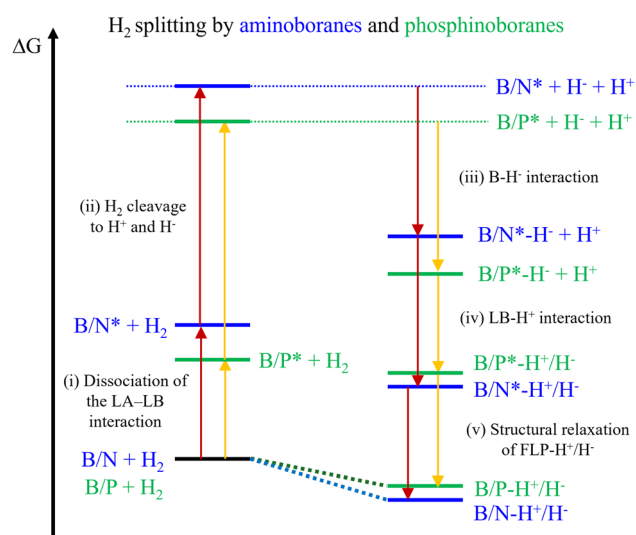 H₂ splitting by aminoboranes and phosphinoboranes
ΔG
B/N* + H⁻ + H⁺
B/P* + H⁻ + H⁺
(iii) B-H⁻ interaction
(ii) H₂ cleavage
to H⁺ and H⁻
B/N*-H⁻ + H⁺
B/P*-H⁻ + H⁺
B/N* + H₂
(iv) LB-H⁺ interaction
B/P* + H₂
B/P*-H⁺/H⁻
B/N*-H⁺/H⁻
(i) Dissociation of
the LA–LB
interaction
(v) Structural relaxation
of FLP-H⁺/H⁻
B/N + H₂
B/P + H₂
B/P-H⁺/H⁻
B/N-H⁺/H⁻